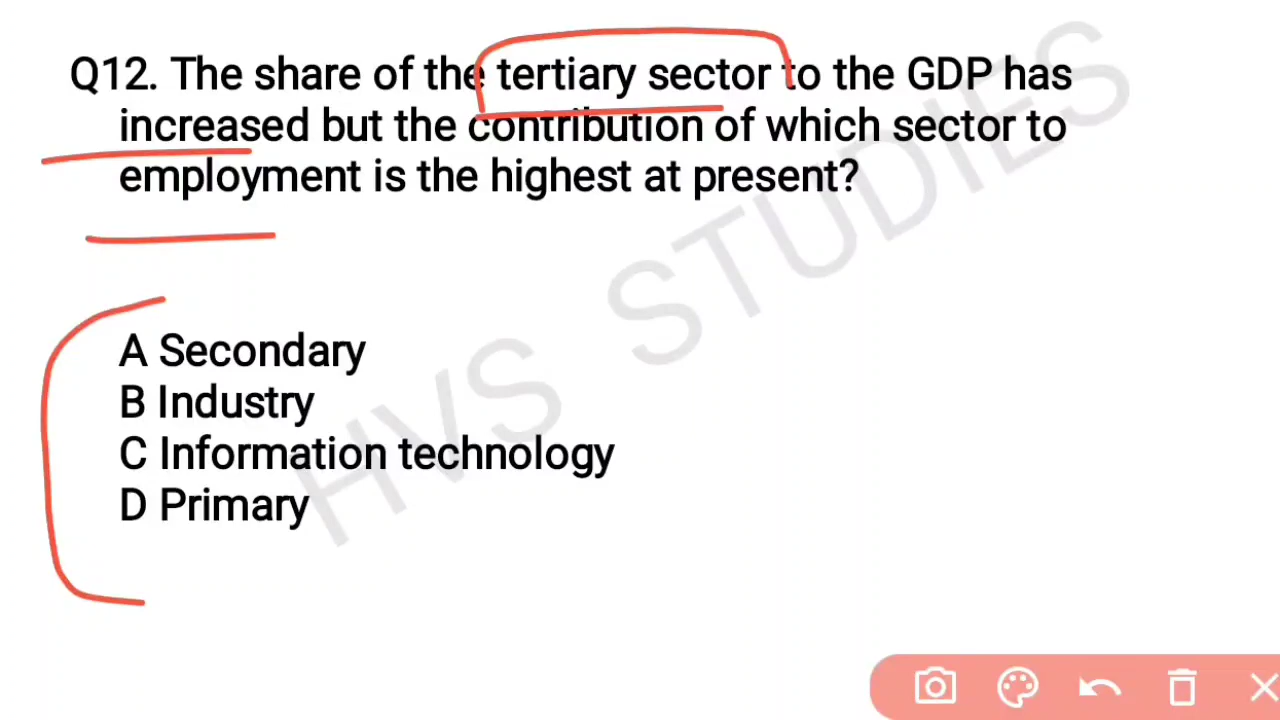 Q12. The share of the tertiary sector to the GDP has
increased but the contribution of which sector to
employment is the highest at present?
A Secondary
B Industry
C Information technology
D Primary
HVS STUDIES